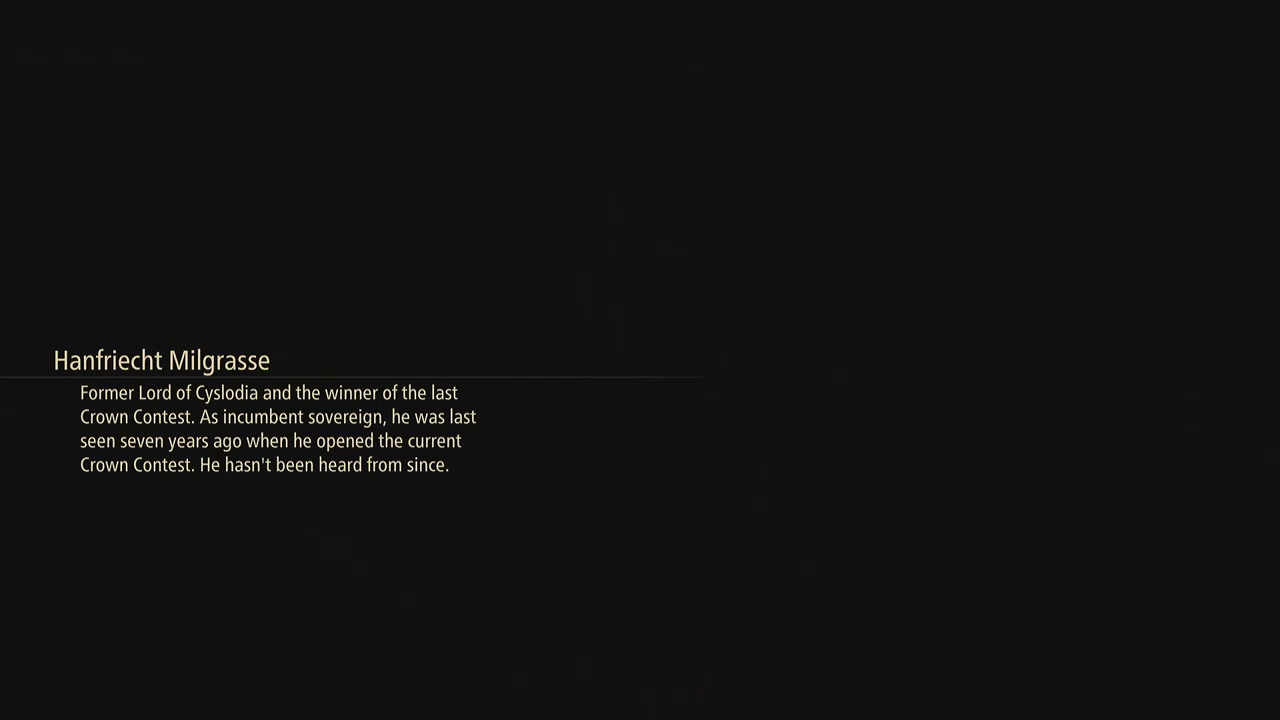 Hanfriecht Milgrasse
Former Lord of Cyslodia and the winner of the last
Crown Contest. As incumbent sovereign, he was last
seen seven years ago when he opened the current
Crown Contest. He hasn't been heard from since.